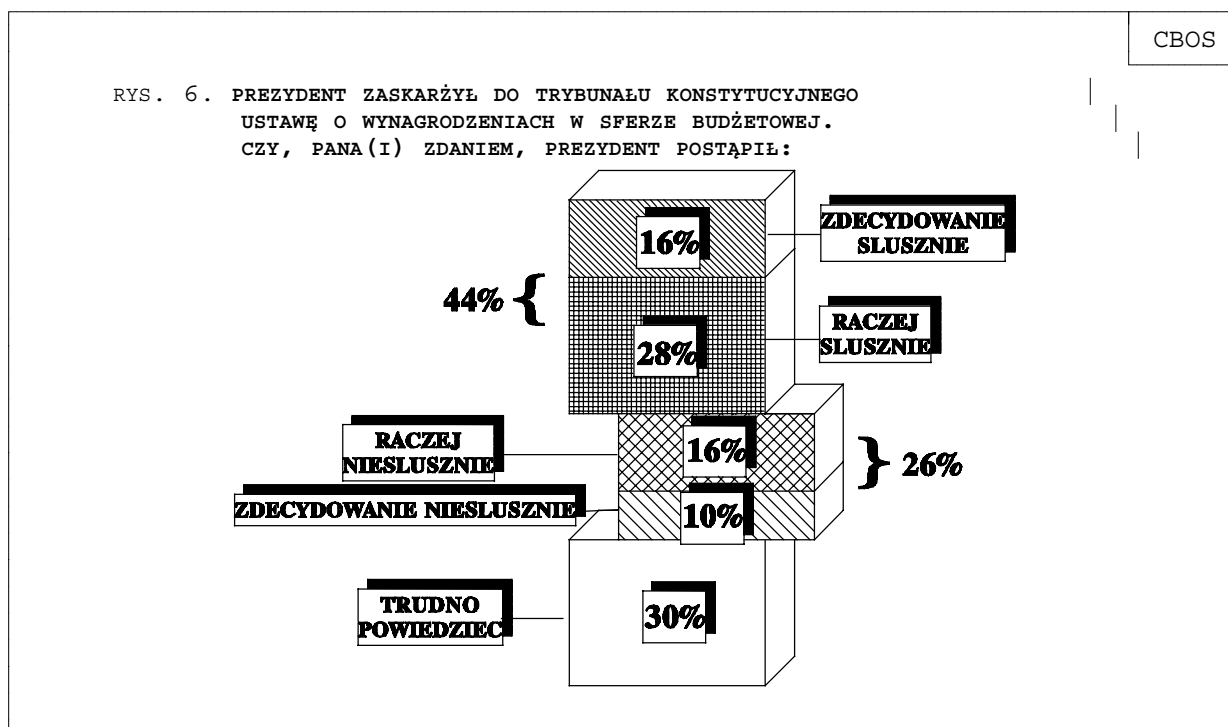 CBOS
RYS. 6. PREZYDENT ZASKARŻYŁ DO TRYBUNAŁU KONSTYTUCYJNEGO
USTAWĘ O WYNAGRODZENIACH W SFERZE BUDŻETOWEJ.
CZY, PANA(I) ZDANIEM, PREZYDENT POSTĄPIŁ:
16%
ZDECYDOWANIE
SLUSZNIE
44% {
28%
RACZEJ
SLUSZNIE
RACZEJ
NIESLUSZNIE
16%
} 26%
ZDECYDOWANIE NIESLUSZNIE
10%
TRUDNO
POWIEDZIEC
30%